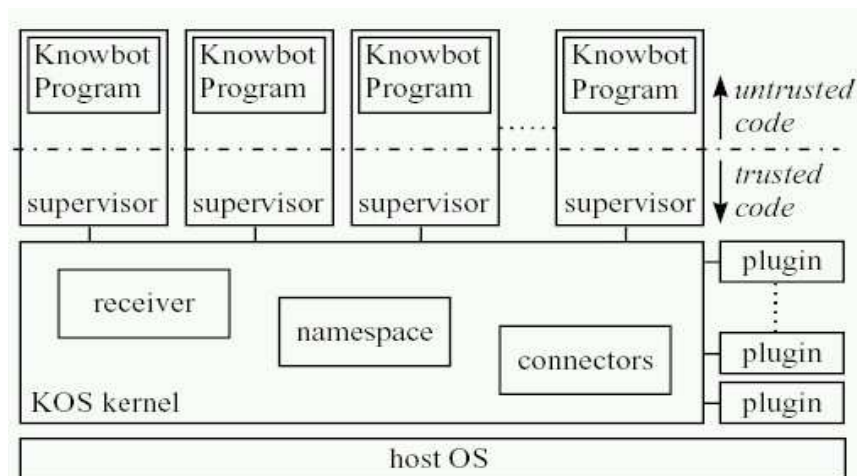 Knowbot
Program
Knowbot
Program
Knowbot
Program
Knowbot
Program
untrusted
code
trusted
code
supervisor
supervisor
supervisor
supervisor
plugin
receiver
namespace
connectors
plugin
KOS kernel
plugin
host OS